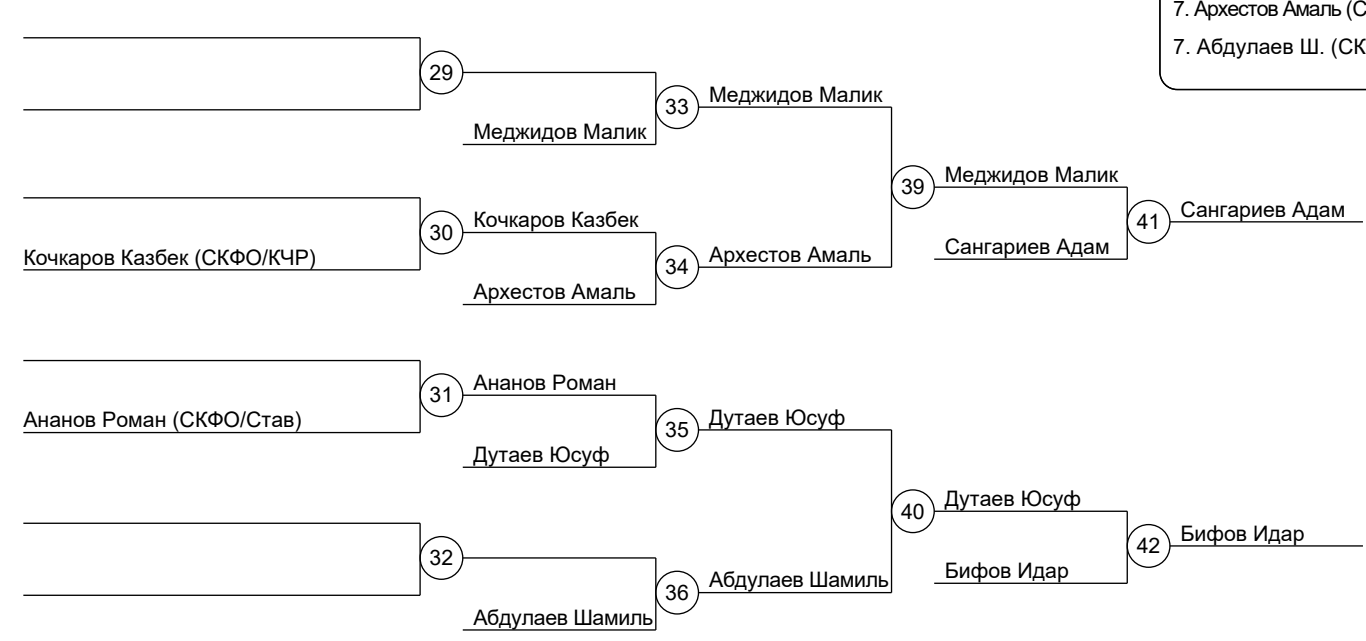 7. Архестов Амаль (С
7. Абдулаев Ш. (СК
29
Меджидов Малик
33
Меджидов Малик
39
Меджидов Малик
41
Сангариев Адам
Сангариев Адам
30
Кочкаров Казбек
Кочкаров Казбек (СКФО/КЧР)
34
Архестов Амаль
Архестов Амаль
31
Ананов Роман
Ананов Роман (СКФО/Став)
35
Дутаев Юсуф
Дутаев Юсуф
40
Дутаев Юсуф
42
Бифов Идар
Бифов Идар
32
36
Абдулаев Шамиль
Абдулаев Шамиль